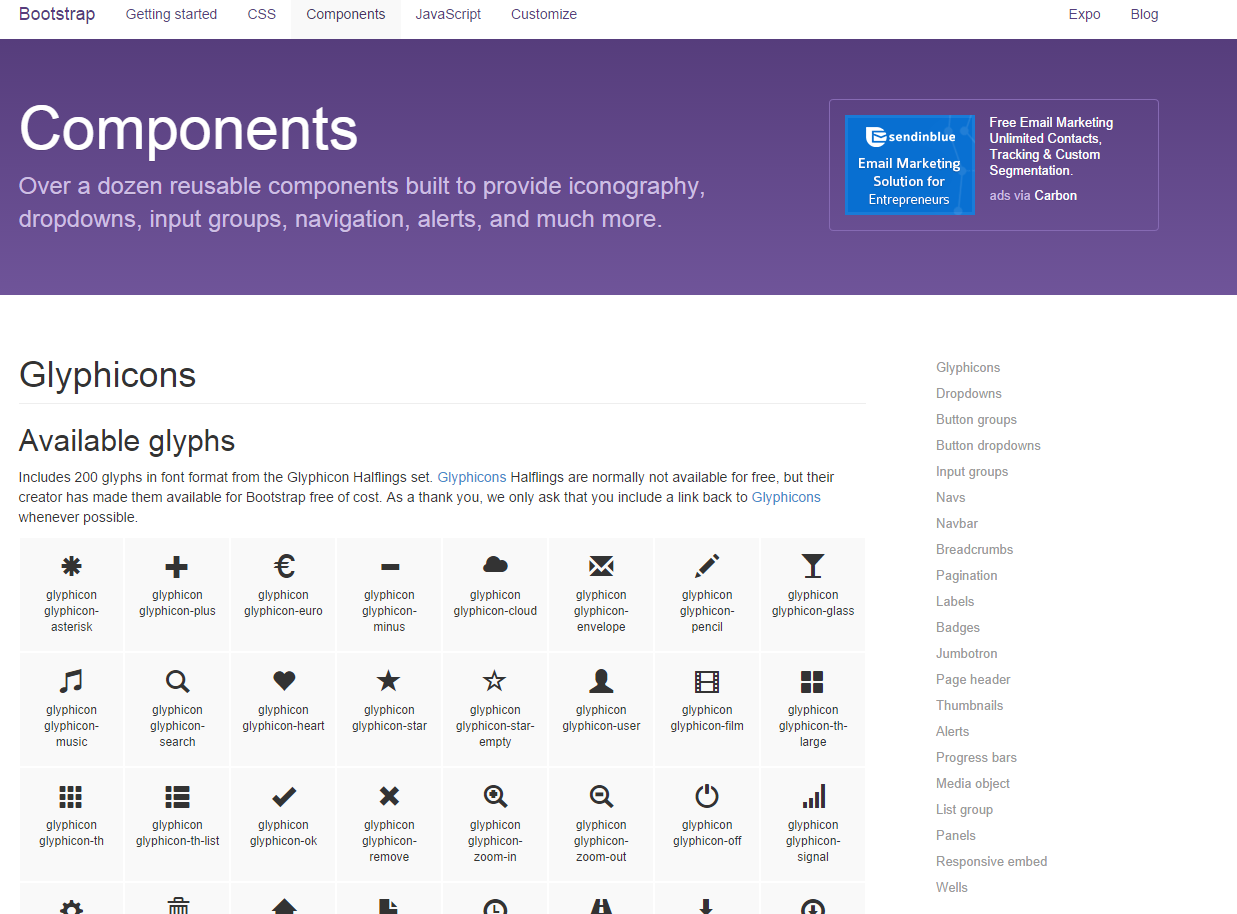 Bootstrap Getting started CSS Components JavaScript Customize Expo Blog
Components
Over a dozen reusable components built to provide iconography,
dropdowns, input groups, navigation, alerts, and much more.
sendinblue
Email Marketing
Solution for
Entrepreneurs
Free Email Marketing
Unlimited Contacts,
Tracking & Custom
Segmentation.
ads via Carbon
Glyphicons
Available glyphs
Includes 200 glyphs in font format from the Glyphicon Halflings set. Glyphicons Halflings are normally not available for free, but their
creator has made them available for Bootstrap free of cost. As a thank you, we only ask that you include a link back to Glyphicons
whenever possible.
glyphicon
glyphicon-
asterisk
glyphicon
glyphicon-plus
glyphicon
glyphicon-euro
glyphicon
glyphicon-
minus
glyphicon
glyphicon-cloud
glyphicon
glyphicon-
envelope
glyphicon
glyphicon-
pencil
glyphicon
glyphicon-glass
glyphicon
glyphicon-
music
glyphicon
glyphicon-
search
glyphicon
glyphicon-heart
glyphicon
glyphicon-star
glyphicon
glyphicon-star-
empty
glyphicon
glyphicon-user
glyphicon
glyphicon-film
glyphicon
glyphicon-th-
large
glyphicon
glyphicon-th
glyphicon
glyphicon-th-list
glyphicon
glyphicon-ok
glyphicon
glyphicon-
remove
glyphicon
glyphicon-
zoom-in
glyphicon
glyphicon-
zoom-out
glyphicon
glyphicon-off
glyphicon
glyphicon-
signal
Glyphicons
Dropdowns
Button groups
Button dropdowns
Input groups
Navs
Navbar
Breadcrumbs
Pagination
Labels
Badges
Jumbotron
Page header
Thumbnails
Alerts
Progress bars
Media object
List group
Panels
Responsive embed
Wells